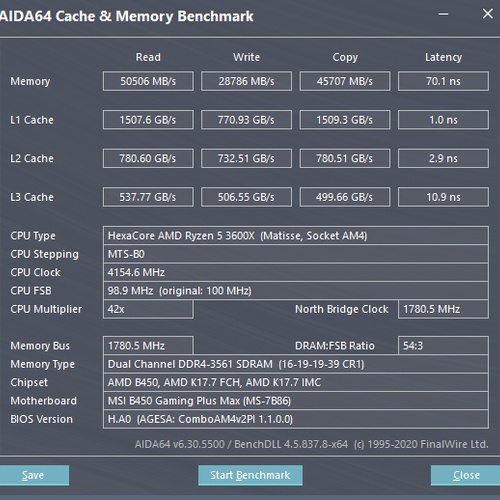 AIDA64 Cache & Memory Benchmark
Read Write Copy Latency
Memory 50506 MB/s 28786 MB/s 45707 MB/s 70.1 ns
L1 Cache 1507.6 GB/s 770.93 GB/s 1509.3 GB/s 1.0 ns
L2 Cache 780.60 GB/s 732.51 GB/s 780.51 GB/s 2.9 ns
L3 Cache 537.77 GB/s 506.55 GB/s 499.66 GB/s 10.9 ns
CPU Type HexaCore AMD Ryzen 5 3600X (Matisse, Socket AM4)
CPU Stepping MTS-B0
CPU Clock 4154.6 MHz
CPU FSB 98.9 MHz (original: 100 MHz)
CPU Multiplier 42x North Bridge Clock 1780.5 MHz
Memory Bus 1780.5 MHz DRAM:FSB Ratio 54:3
Memory Type Dual Channel DDR4-3561 SDRAM (16-19-19-39 CR1)
Chipset AMD B450, AMD K17.7 FCH, AMD K17.7 IMC
Motherboard MSI B450 Gaming Plus Max (MS-7B86)
BIOS Version H.A0 (AGESA: ComboAM4v2PI 1.1.0.0)
AIDA64 v6.30.5500 / BenchDLL 4.5.837.8-x64 (c) 1995-2020 FinalWire Ltd.
Save Start Benchmark Close